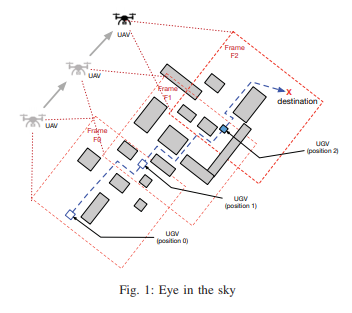 UAV
UAV
UAV
Frame
F2
Frame
F1
Frame
X
destination
UGV
(position 2)
UGV
(position 1)
UGV
(position 0)
Fig. 1: Eye in the sky